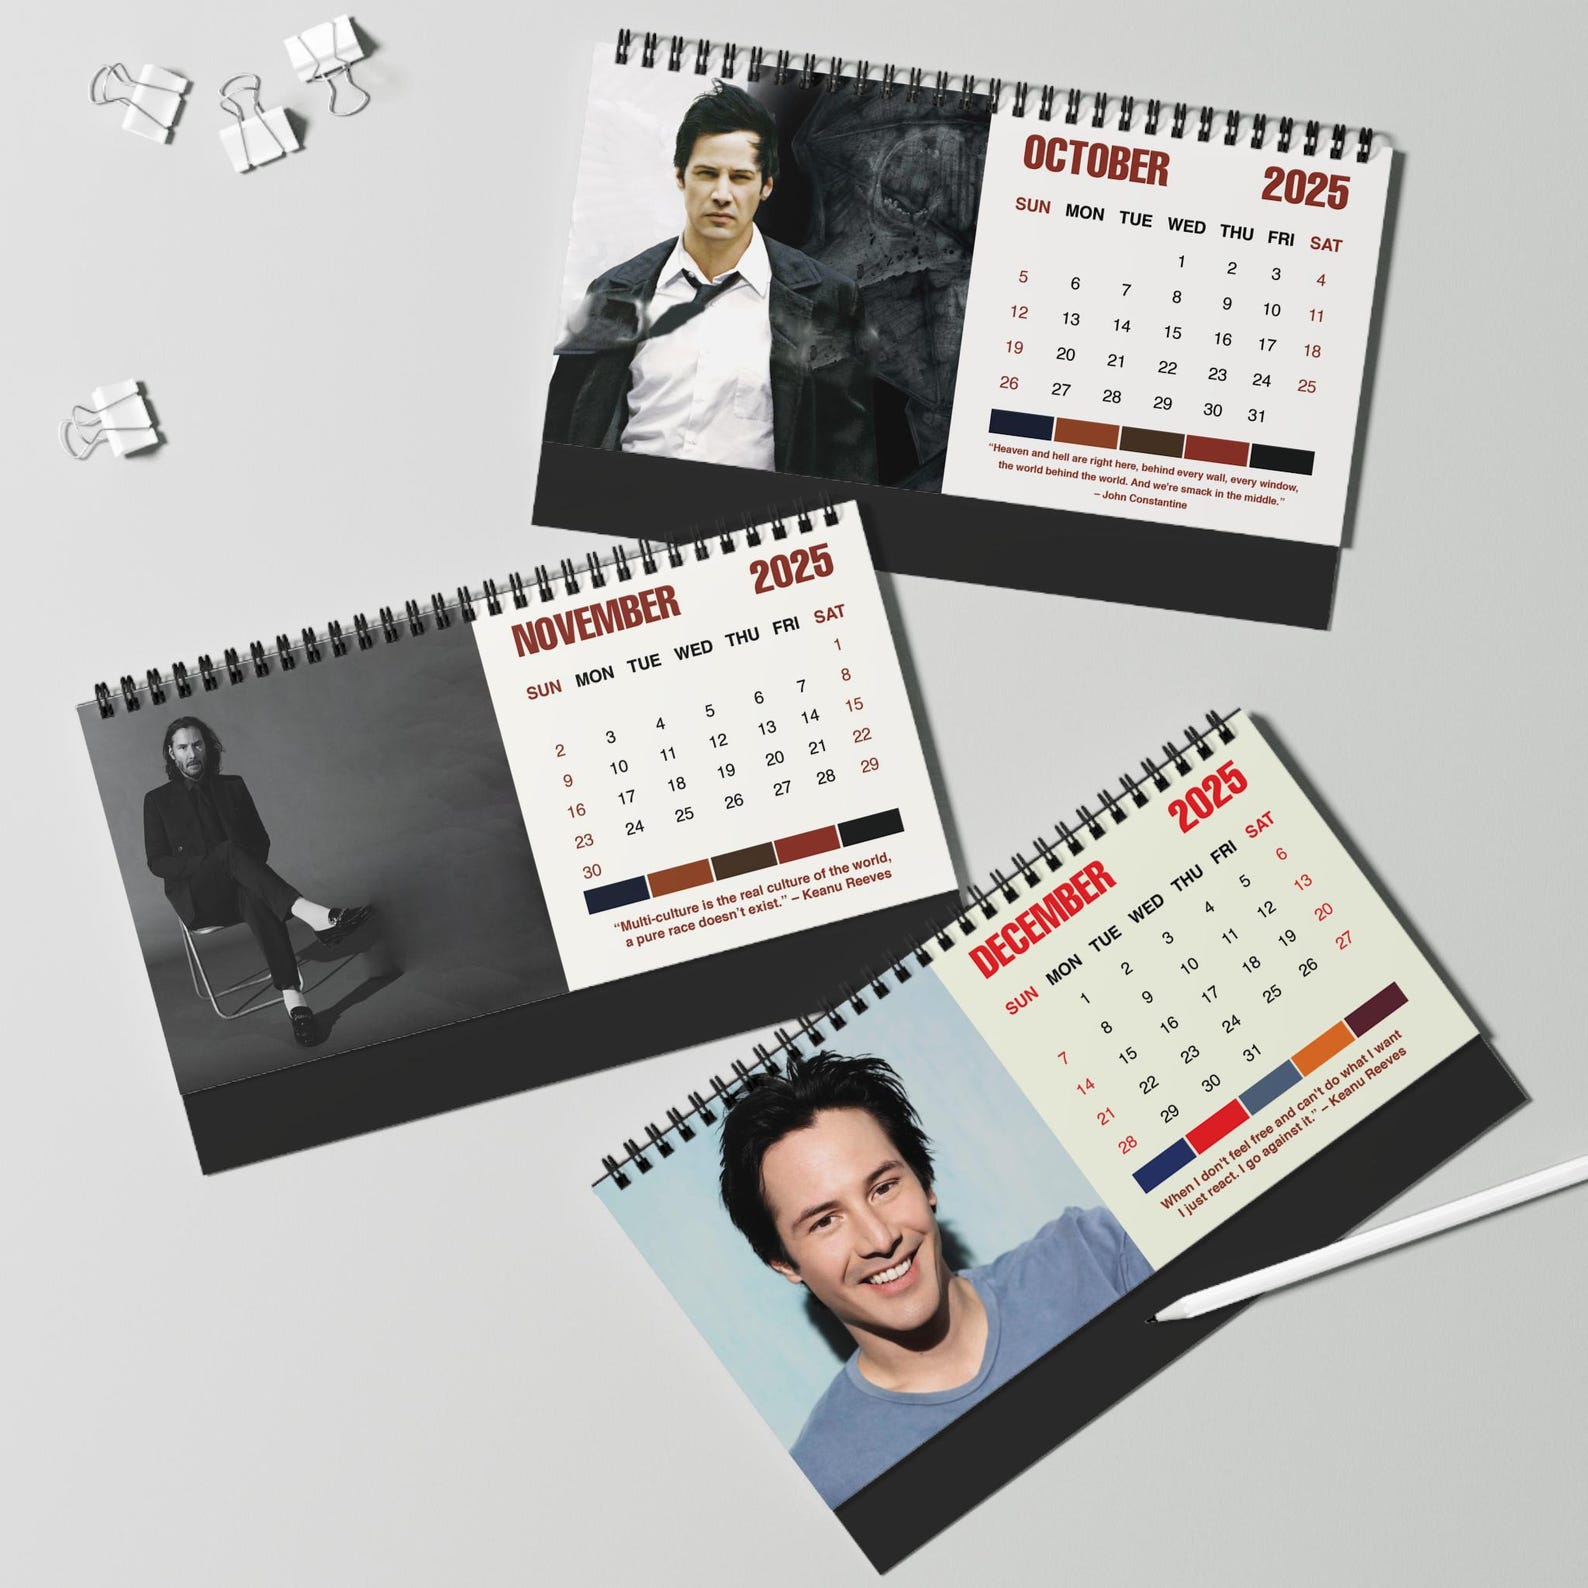 OCTOBER 2025
SUN MON TUE WED THU FRI SAT
1 2 3 4
5 6 7 8 9 10 11
12 13 14 15 16 17 18
19 20 21 22 23 24 25
26 27 28 29 30 31
“Heaven and hell are right here, behind every wall, every window,
the world behind the world. And we're smack in the middle.”
– John Constantine
NOVEMBER 2025
SUN MON TUE WED THU FRI SAT
1
2 3 4 5 6 7 8
9 10 11 12 13 14 15
16 17 18 19 20 21 22
23 24 25 26 27 28 29
30
“Multi-culture is the real culture of the world,
a pure race doesn't exist.” – Keanu Reeves
DECEMBER 2025
SUN MON TUE WED THU FRI SAT
1 2 3 4 5 6
7 8 9 10 11 12 13
14 15 16 17 18 19 20
21 22 23 24 25 26 27
28 29 30 31
When I don't feel free and can't do what I want
I just react. I go against it.” – Keanu Reeves